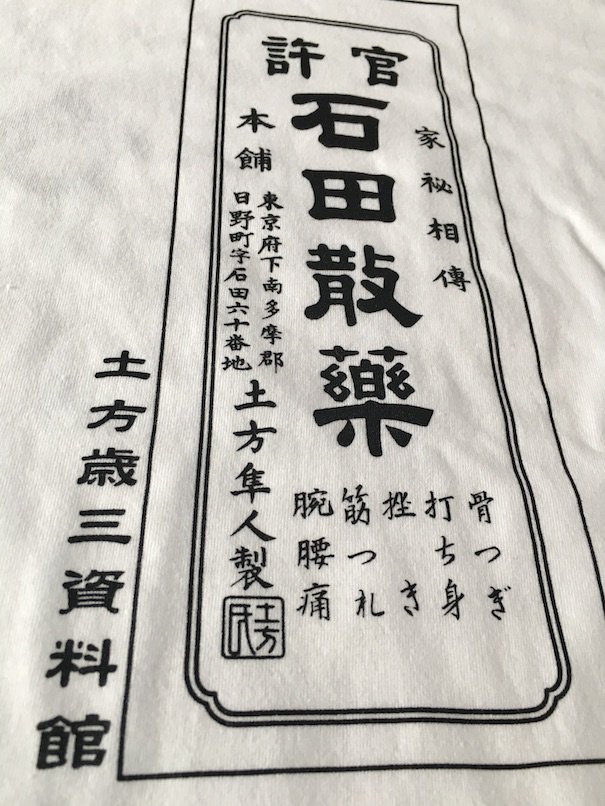 官許
家祕相傳
石田散藥
骨つぎ
打ち身
挫き
筋つれ
腕腰痛
本舖
東京府下南多摩郡
日野町字石田六十番地
土方隼人製
土方氏
土方歳三資料館